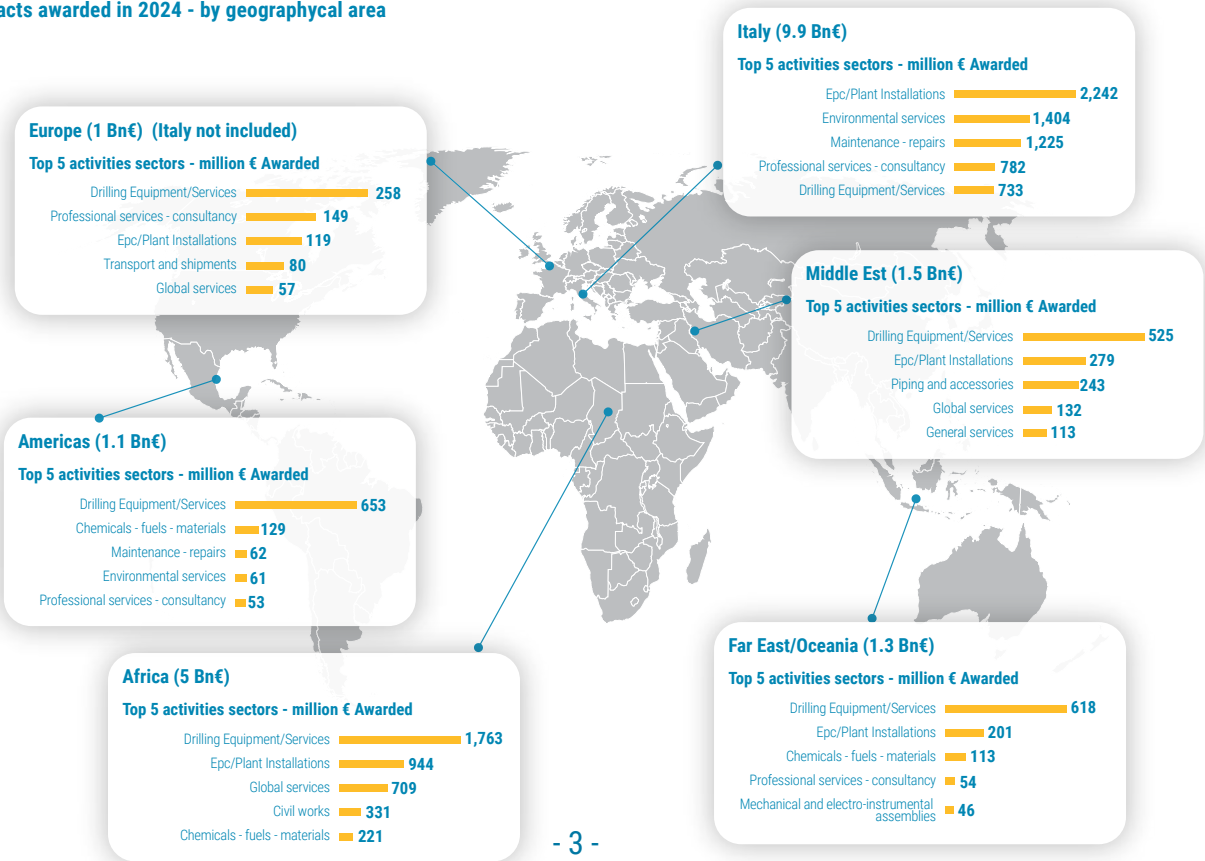 acts awarded in 2024 - by geographycal area
Italy (9.9 Bn€)
Top 5 activities sectors - million € Awarded
Epc/Plant Installations 2,242
Environmental services 1,404
Maintenance - repairs 1,225
Professional services - consultancy 782
Drilling Equipment/Services 733
Europe (1 Bn€) (Italy not included)
Top 5 activities sectors - million € Awarded
Drilling Equipment/Services 258
Professional services - consultancy 149
Epc/Plant Installations 119
Transport and shipments 80
Global services 57
Middle Est (1.5 Bn€)
Top 5 activities sectors - million € Awarded
Drilling Equipment/Services 525
Epc/Plant Installations 279
Piping and accessories 243
Global services 132
General services 113
Americas (1.1 Bn€)
Top 5 activities sectors - million € Awarded
Drilling Equipment/Services 653
Chemicals - fuels - materials 129
Maintenance - repairs 62
Environmental services 61
Professional services - consultancy 53
Africa (5 Bn€)
Top 5 activities sectors - million € Awarded
Drilling Equipment/Services 1,763
Epc/Plant Installations 944
Global services 709
Civil works 331
Chemicals - fuels - materials 221
Far East/Oceania (1.3 Bn€)
Top 5 activities sectors - million € Awarded
Drilling Equipment/Services 618
Epc/Plant Installations 201
Chemicals - fuels - materials 113
Professional services - consultancy 54
Mechanical and electro-instrumental
assemblies 46
- 3 -